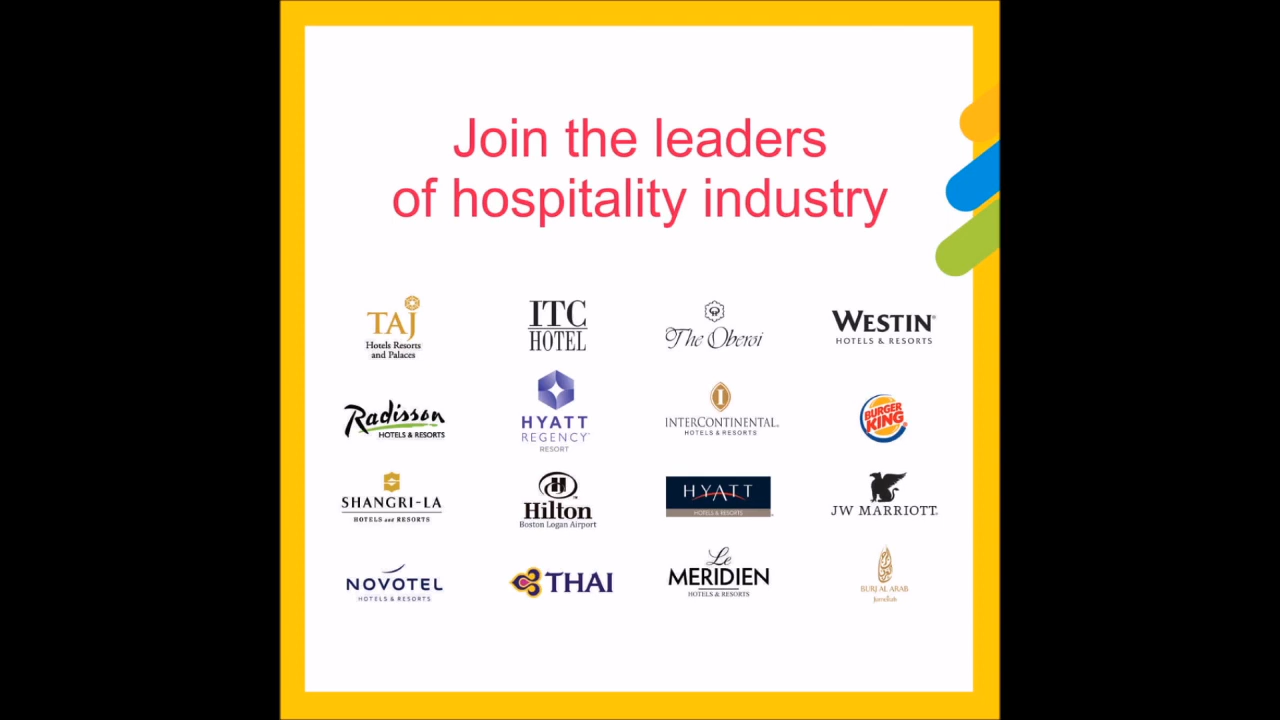 Join the leaders
of hospitality industry
TAJ
Hotels Resorts
and Palaces
ITC
HOTEL
The Oberoi
WESTIN®
HOTELS & RESORTS
Radisson
HOTELS & RESORTS
HYATT
REGENCY™
RESORT
INTERCONTINENTAL®
HOTELS & RESORTS
BURGER
KING®
SHANGRI-LA
HOTELS and RESORTS
Hilton
Boston Logan Airport
HYATT
HOTELS & RESORTS
JW MARRIOTT®
NOVOTEL
HOTELS & RESORTS
THAI
Le
MERIDIEN
HOTELS & RESORTS
BURJ AL ARAB
Jumeirah